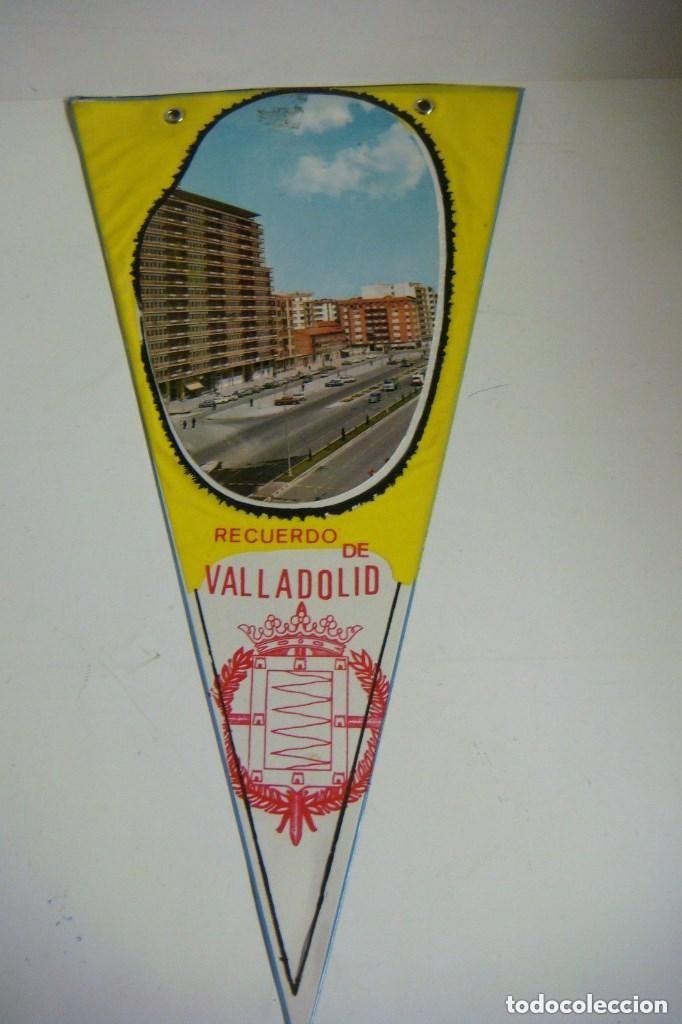 RECUERDO
DE
VALLADOLID
todocoleccion